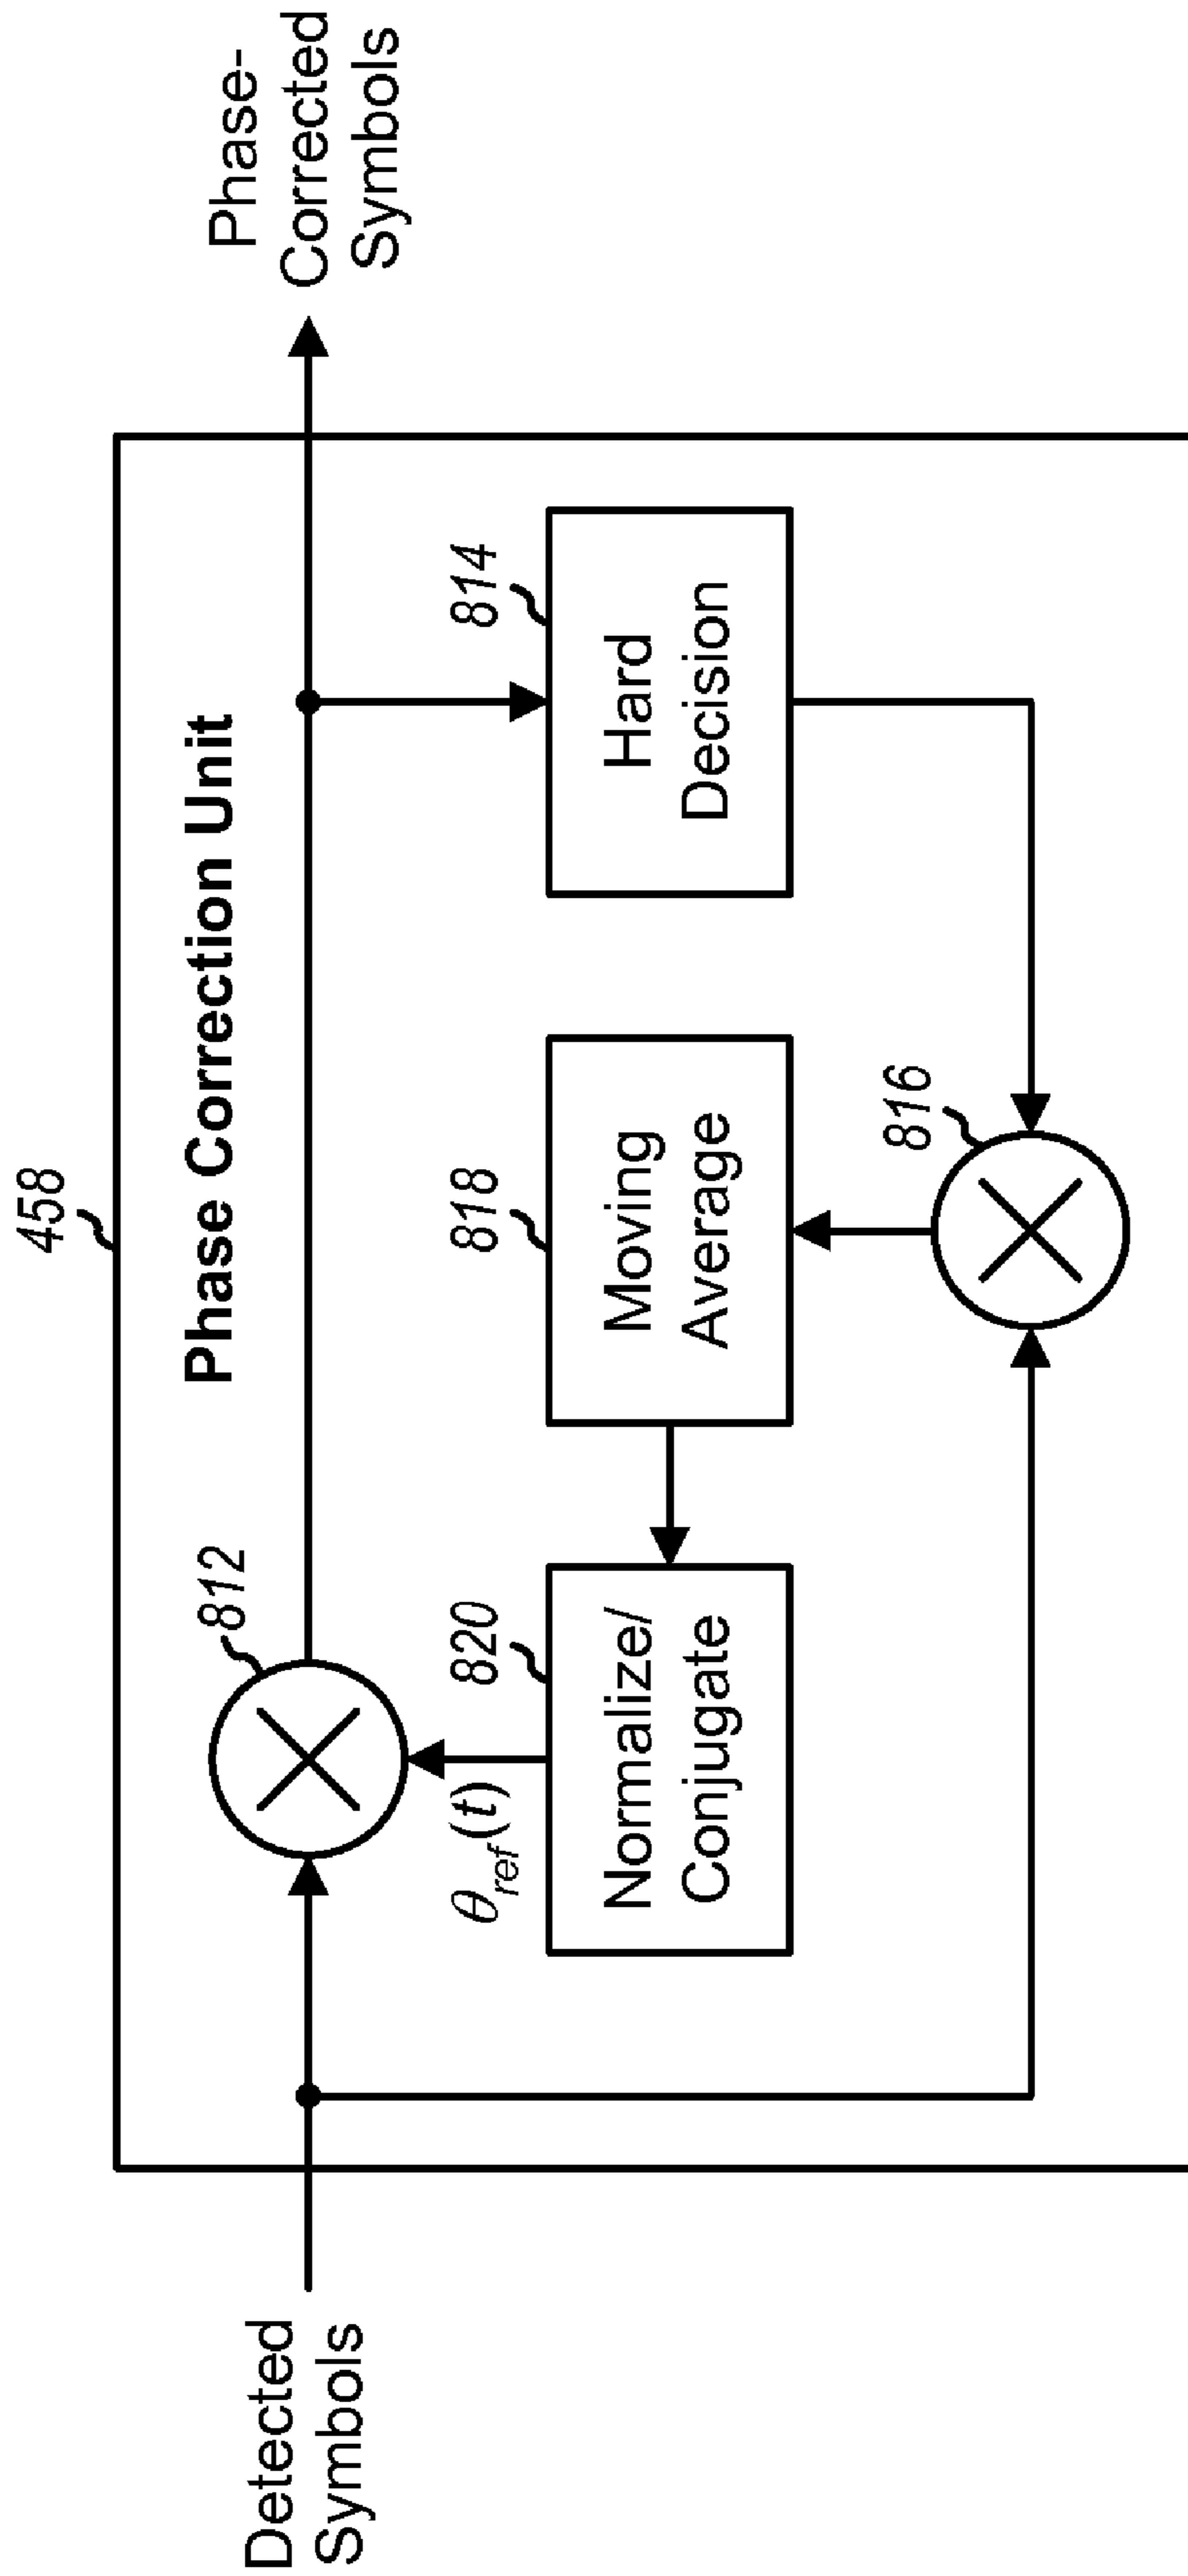 458
Phase Correction Unit
Detected
Symbols
812
Phase-
Corrected
Symbols
θref(t)
820
Normalize/
Conjugate
818
Moving
Average
814
Hard
Decision
816